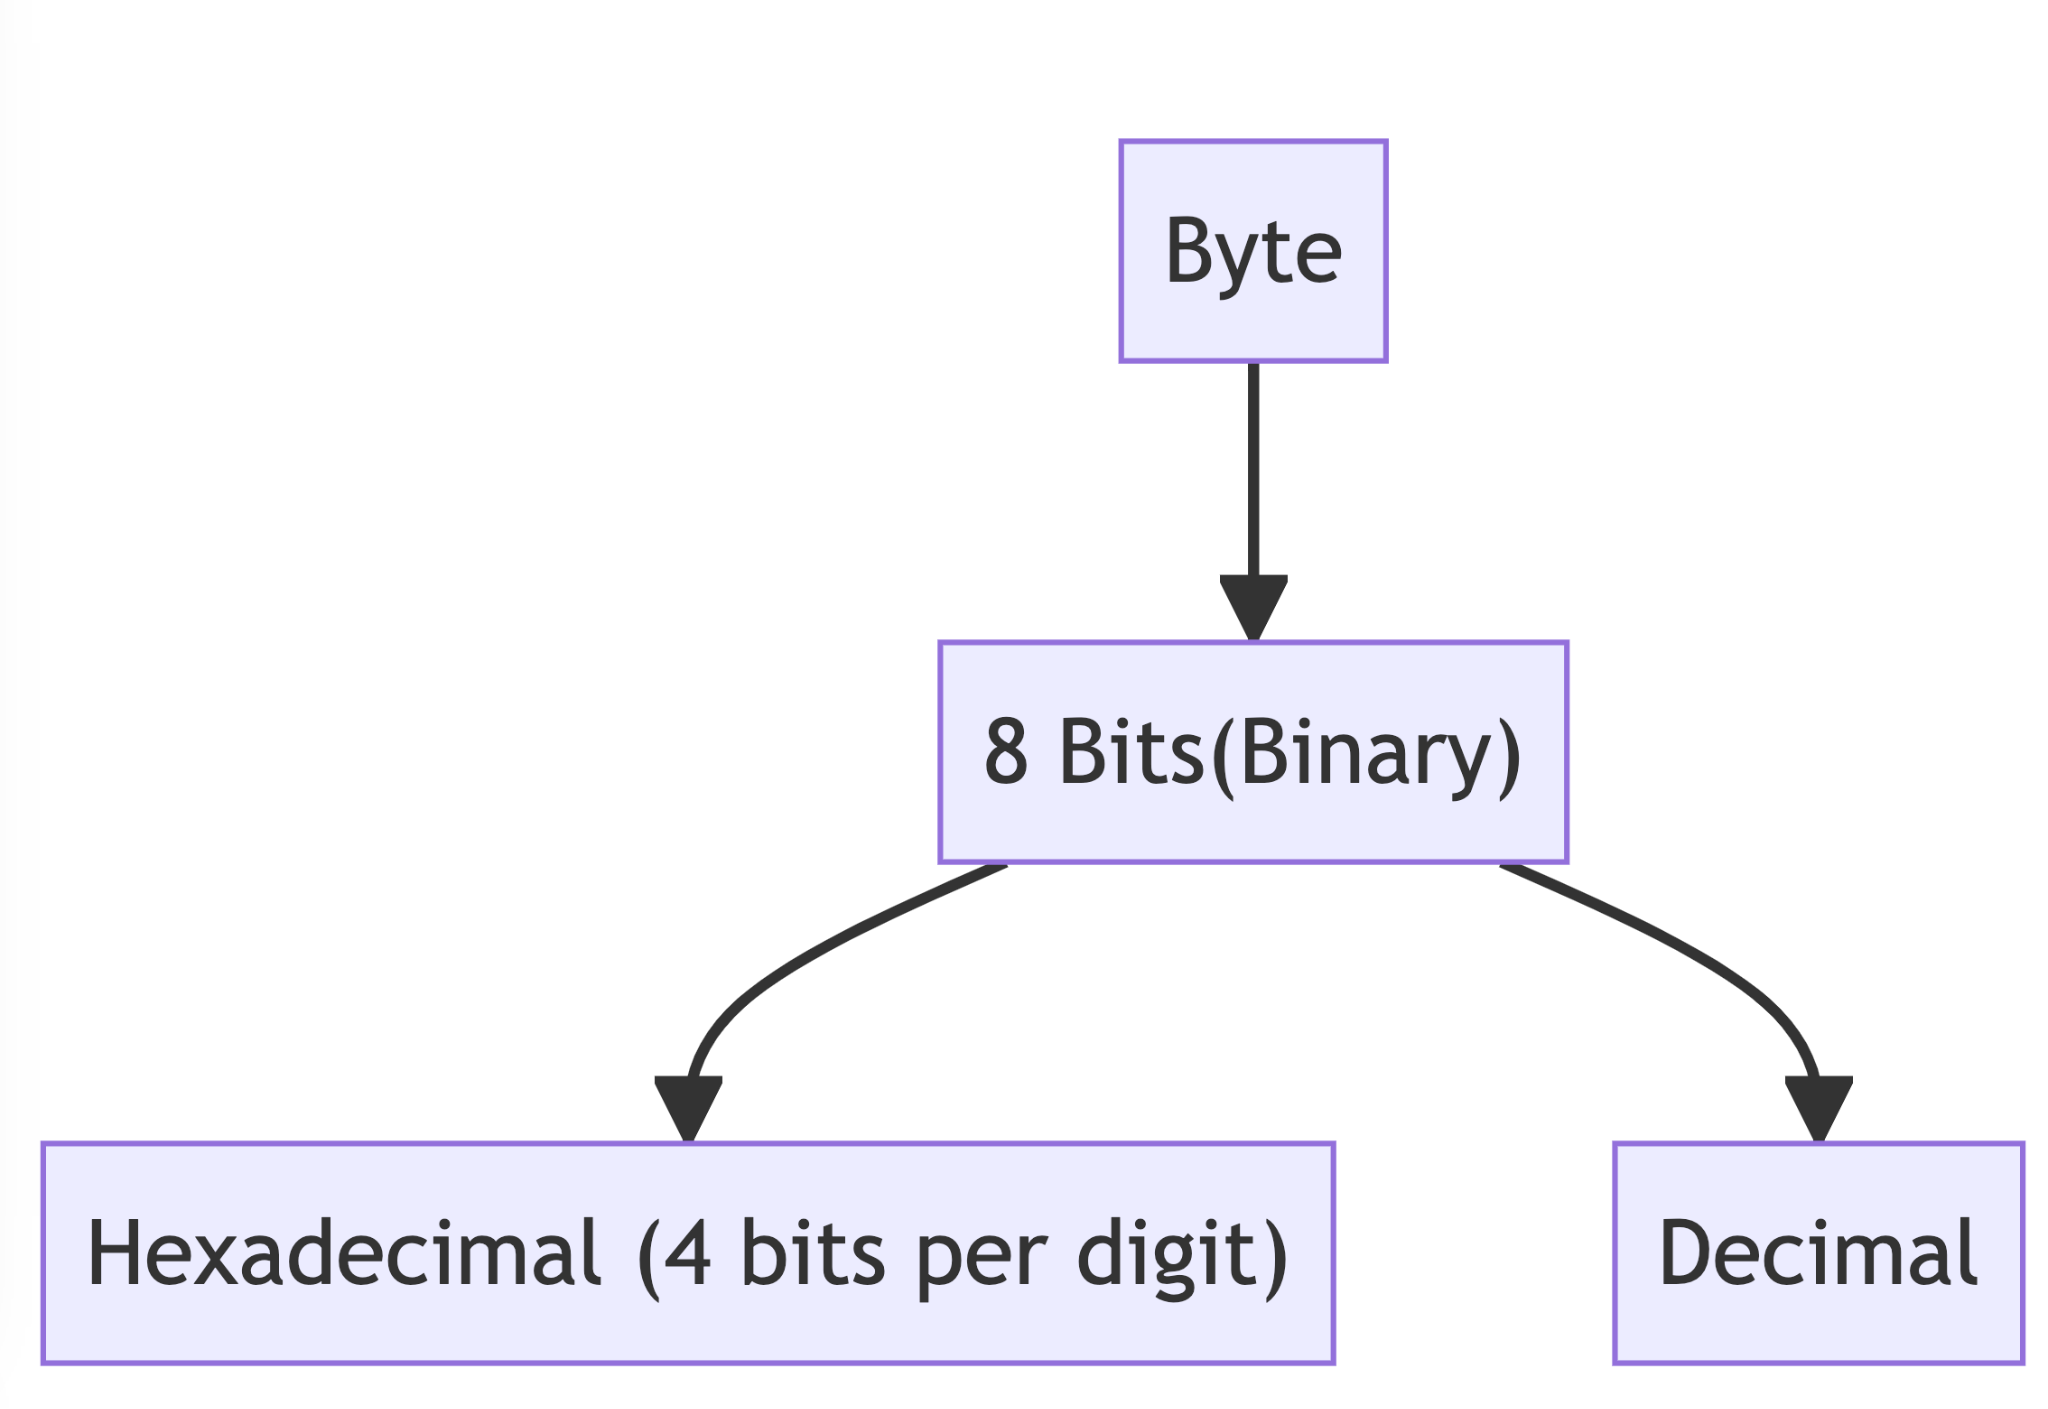 Byte
8 Bits(Binary)
Hexadecimal (4 bits per digit)
Decimal